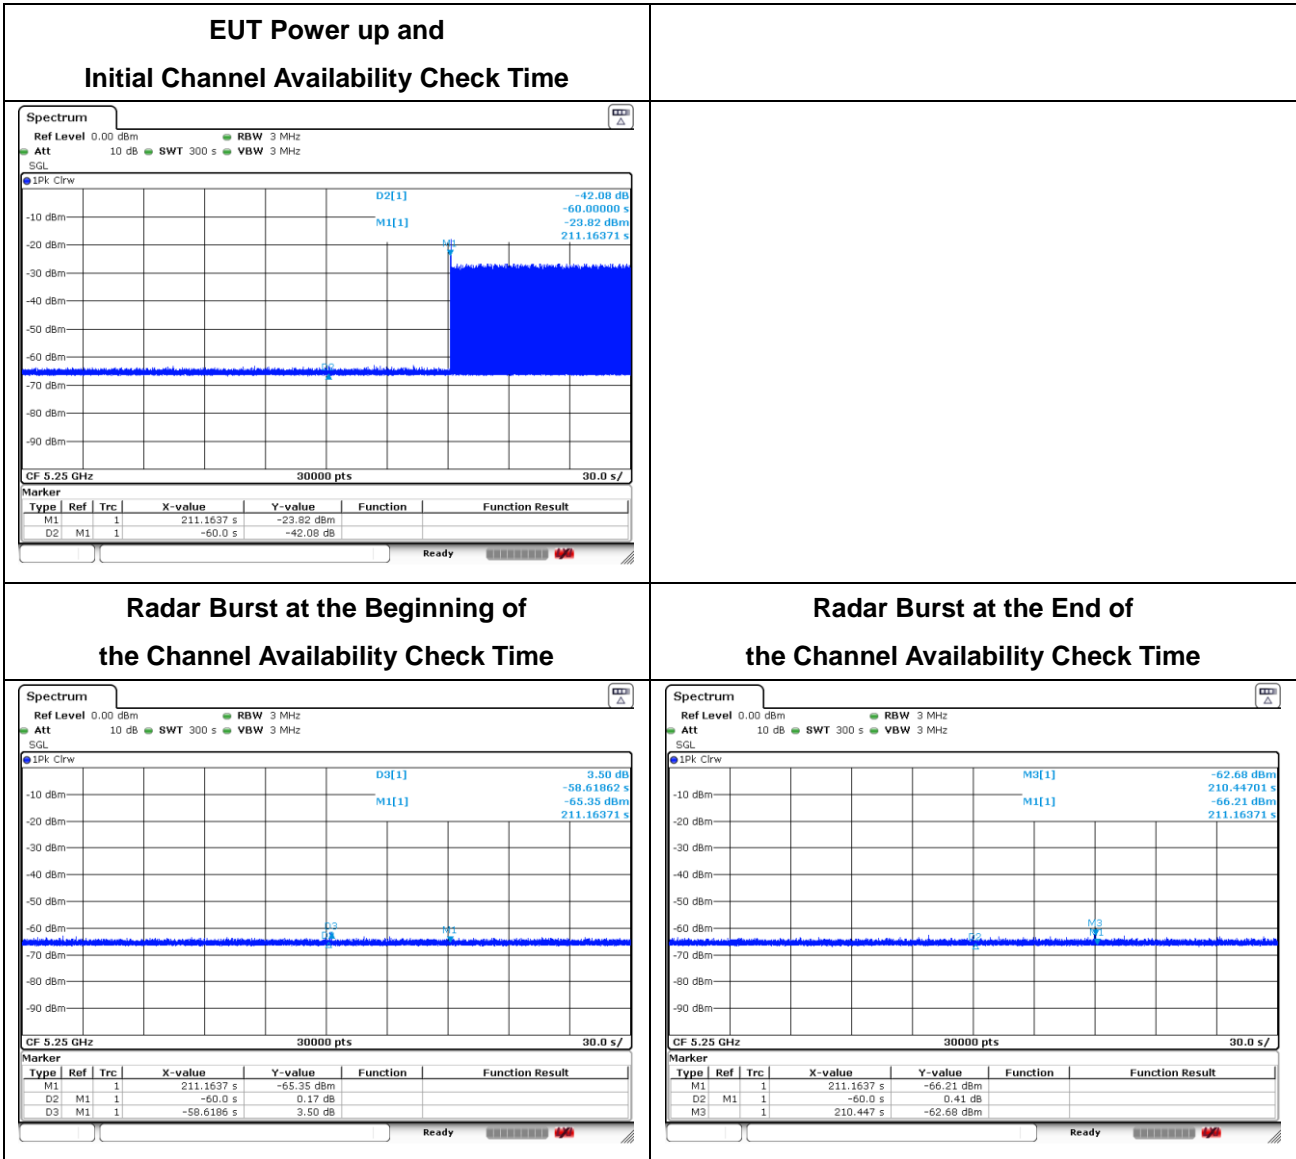 EUT Power up and
Initial Channel Availability Check Time
Spectrum
Ref Level 0.00 dBm RBW 3 MHz
Att 10 dB SWT 300 s VBW 3 MHz
SGL
1Pk Clrw
D2[1] -42.08 dB
-60.00000 s
M1[1] -23.82 dBm
211.16371 s
M1
-10 dBm
-20 dBm
-30 dBm
-40 dBm
-50 dBm
-60 dBm
D2
-70 dBm
-80 dBm
-90 dBm
CF 5.25 GHz 30000 pts 30.0 s/
Marker
Type Ref Trc X-value Y-value Function Function Result
M1 1 211.1637 s -23.82 dBm
D2 M1 1 -60.0 s -42.08 dB
Ready
Radar Burst at the Beginning of
the Channel Availability Check Time
Spectrum
Ref Level 0.00 dBm RBW 3 MHz
Att 10 dB SWT 300 s VBW 3 MHz
SGL
1Pk Clrw
D3[1] 3.50 dB
-58.61862 s
M1[1] -65.35 dBm
211.16371 s
-10 dBm
-20 dBm
-30 dBm
-40 dBm
-50 dBm
-60 dBm
D3
D2
M1
-70 dBm
-80 dBm
-90 dBm
CF 5.25 GHz 30000 pts 30.0 s/
Marker
Type Ref Trc X-value Y-value Function Function Result
M1 1 211.1637 s -65.35 dBm
D2 M1 1 -60.0 s 0.17 dB
D3 M1 1 -58.6186 s 3.50 dB
Ready
Radar Burst at the End of
the Channel Availability Check Time
Spectrum
Ref Level 0.00 dBm RBW 3 MHz
Att 10 dB SWT 300 s VBW 3 MHz
SGL
1Pk Clrw
M3[1] -62.68 dBm
210.44701 s
M1[1] -66.21 dBm
211.16371 s
-10 dBm
-20 dBm
-30 dBm
-40 dBm
-50 dBm
-60 dBm
M3
D2
M1
-70 dBm
-80 dBm
-90 dBm
CF 5.25 GHz 30000 pts 30.0 s/
Marker
Type Ref Trc X-value Y-value Function Function Result
M1 1 211.1637 s -66.21 dBm
D2 M1 1 -60.0 s 0.41 dB
M3 1 210.447 s -62.68 dBm
Ready